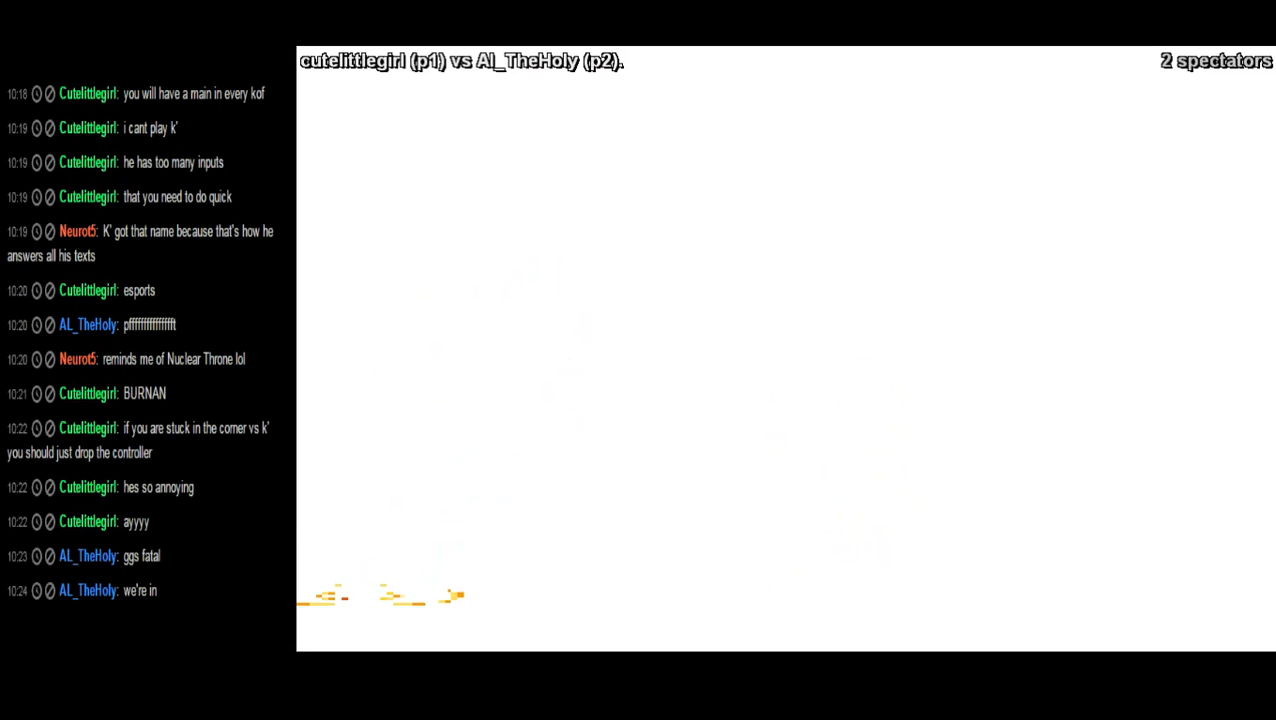 cutelittlegirl (p1) vs Al_TheHoly (p2).
2 spectators
10:18 Cutelittlegirl: you will have a main in every kof
10:19 Cutelittlegirl: i cant play k'
10:19 Cutelittlegirl: he has too many inputs
10:19 Cutelittlegirl: that you need to do quick
10:19 Neurot5: K' got that name because that's how he
answers all his texts
10:20 Cutelittlegirl: esports
10:20 AL_TheHoly: pfffffffffffffffft
10:20 Neurot5: reminds me of Nuclear Throne lol
10:21 Cutelittlegirl: BURNAN
10:22 Cutelittlegirl: if you are stuck in the corner vs k'
you should just drop the controller
10:22 Cutelittlegirl: hes so annoying
10:22 Cutelittlegirl: ayyyy
10:23 AL_TheHoly: ggs fatal
10:24 AL_TheHoly: we're in